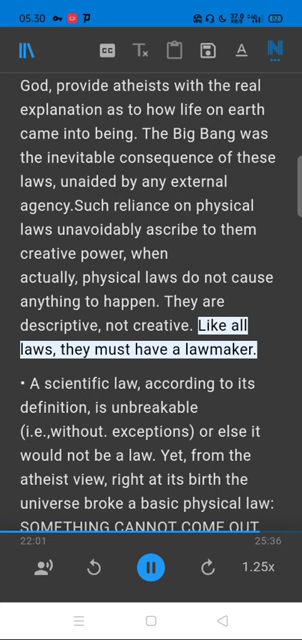 05.30
37.0
KB/S
CC
God, provide atheists with the real
explanation as to how life on earth
came into being. The Big Bang was
the inevitable consequence of these
laws, unaided by any external
agency.Such reliance on physical
laws unavoidably ascribe to them
creative power, when
actually, physical laws do not cause
anything to happen. They are
descriptive, not creative. Like all
laws, they must have a lawmaker.
• A scientific law, according to its
definition, is unbreakable
(i.e.,without. exceptions) or else it
would not be a law. Yet, from the
atheist view, right at its birth the
universe broke a basic physical law:
SOMETHING CANNOT COME OUT
22:01 25:36
1.25x